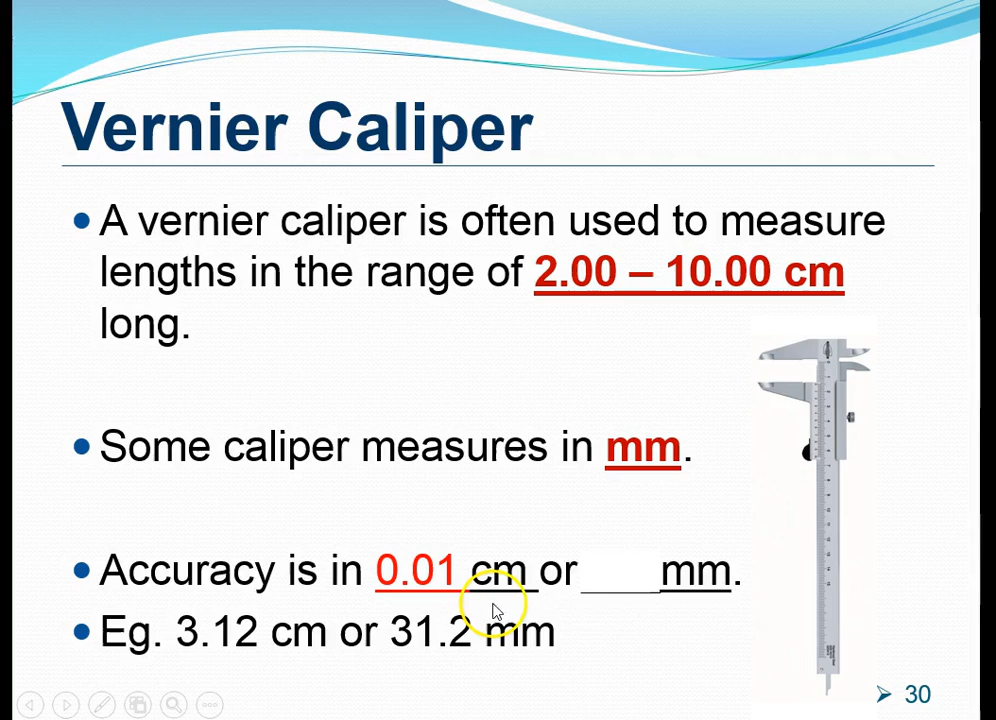 Vernier Caliper
• A vernier caliper is often used to measure
lengths in the range of 2.00 – 10.00 cm
long.
• Some caliper measures in mm.
• Accuracy is in 0.01 cm or ____mm.
• Eg. 3.12 cm or 31.2 mm
30